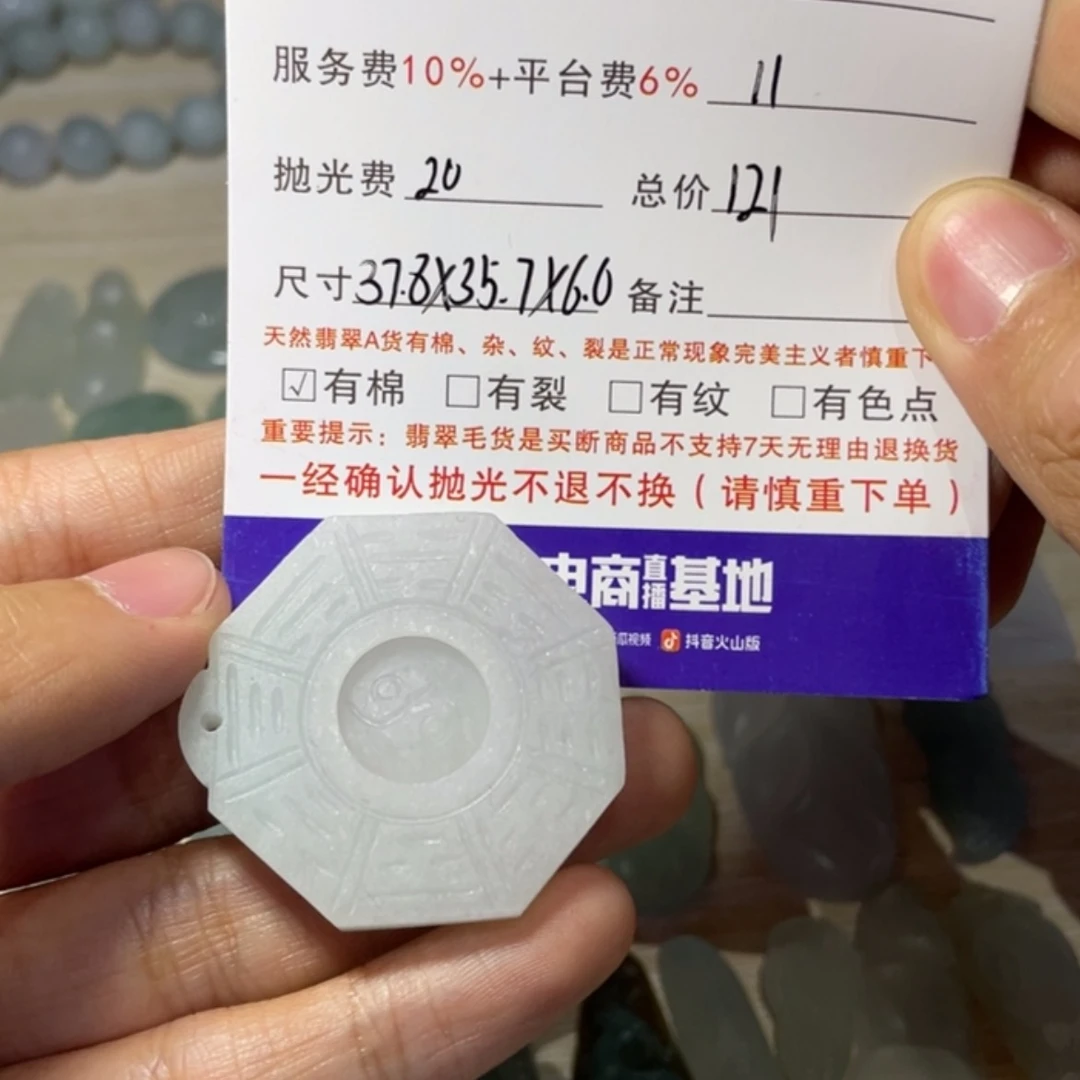 服务费10%+平台费6% 11
抛光费 20 总价 121
尺寸 37.8X35.7X6.0 备注
天然翡翠A货有棉、杂、纹、裂是正常现象完美主义者慎重下
☑有棉 □有裂 □有纹 □有色点
重要提示：翡翠毛货是买断商品不支持7天无理由退换货
一经确认抛光不退不换（请慎重下单）
电商直播基地
瓜视频 抖音火山版